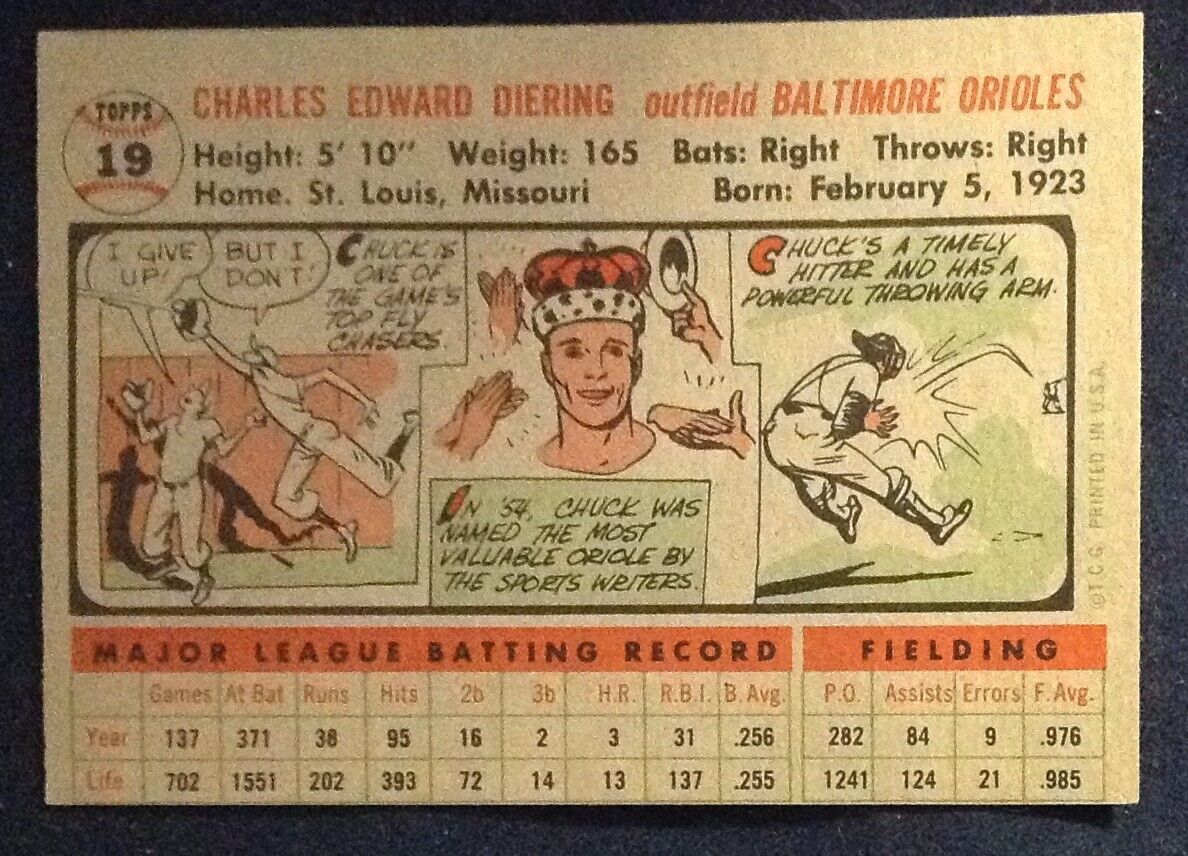 TOPPS
19
CHARLES EDWARD DIERING outfield BALTIMORE ORIOLES
Height: 5' 10" Weight: 165 Bats: Right Throws: Right
Home. St. Louis, Missouri Born: February 5, 1923
I GIVE
UP!
BUT I
DON'T!
CHUCK IS
ONE OF
THE GAME'S
TOP FLY
CHASERS.
IN '54, CHUCK WAS
NAMED THE MOST
VALUABLE ORIOLE BY
THE SPORTS WRITERS.
CHUCK'S A TIMELY
HITTER AND HAS A
POWERFUL THROWING ARM.
©T.C.G. PRINTED IN U.S.A.
MAJOR LEAGUE BATTING RECORD FIELDING
Games At Bat Runs Hits 2b 3b H.R. R.B.I. B. Avg. P.O. Assists Errors F. Avg.
Year 137 371 38 95 16 2 3 31 .256 282 84 9 .976
Life 702 1551 202 393 72 14 13 137 .255 1241 124 21 .985